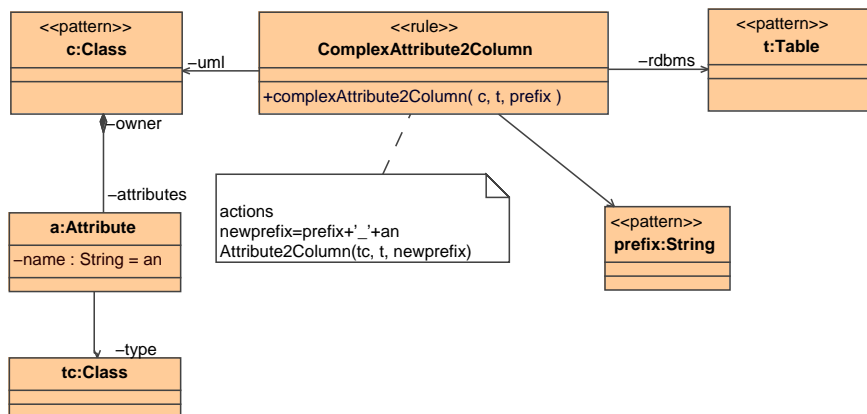 <<pattern>>
c:Class
<<rule>>
ComplexAttribute2Column
<<pattern>>
t:Table
−uml
−rdbms
+complexAttribute2Column( c, t, prefix )
−owner
−attributes
a:Attribute
−name : String = an
actions
newprefix=prefix+'_'+an
Attribute2Column(tc, t, newprefix)
<<pattern>>
prefix:String
−type
tc:Class